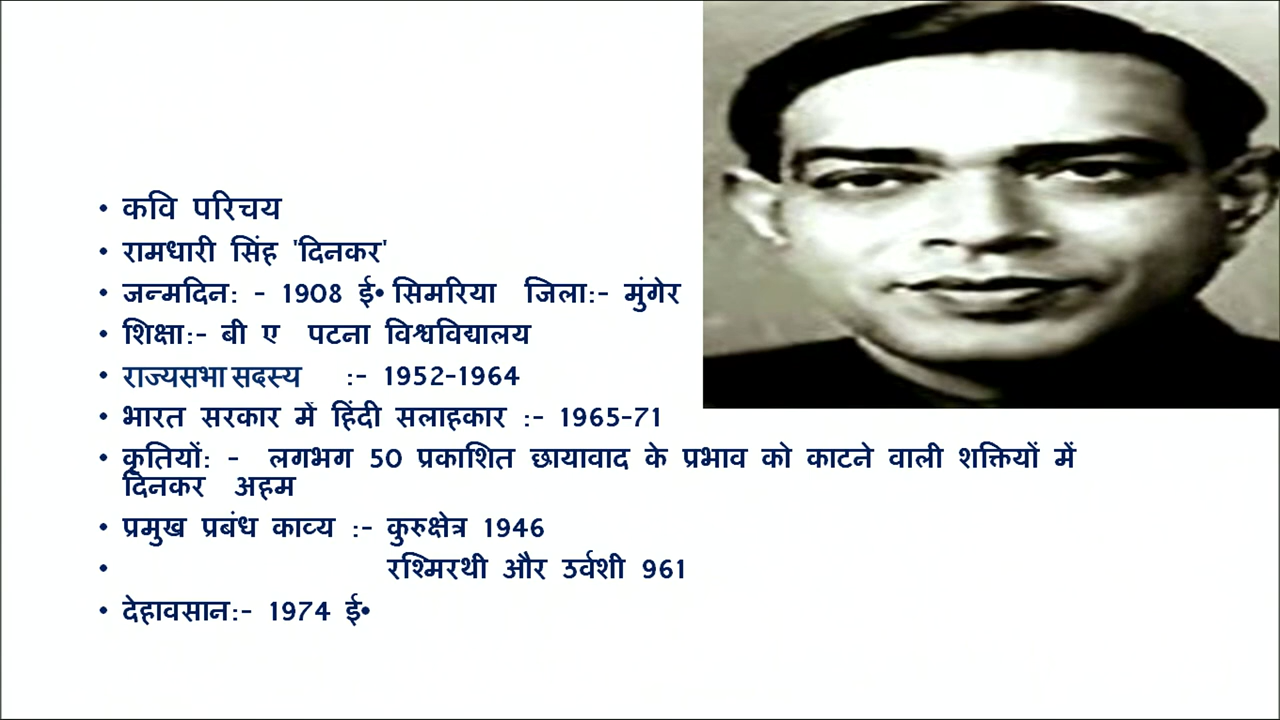 • कवि परिचय
• रामधारी सिंह 'दिनकर'
• जन्मदिन: - 1908 ई• सिमरिया जिला:- मुंगेर
• शिक्षा:- बी ए पटना विश्वविद्यालय
• राज्यसभा सदस्य :- 1952-1964
• भारत सरकार में हिंदी सलाहकार :- 1965-71
• कृतियों: - लगभग 50 प्रकाशित छायावाद के प्रभाव को काटने वाली शक्तियों में
दिनकर अहम
• प्रमुख प्रबंध काव्य :- कुरुक्षेत्र 1946
• रश्मिरथी और उर्वशी 961
• देहावसान:- 1974 ई•